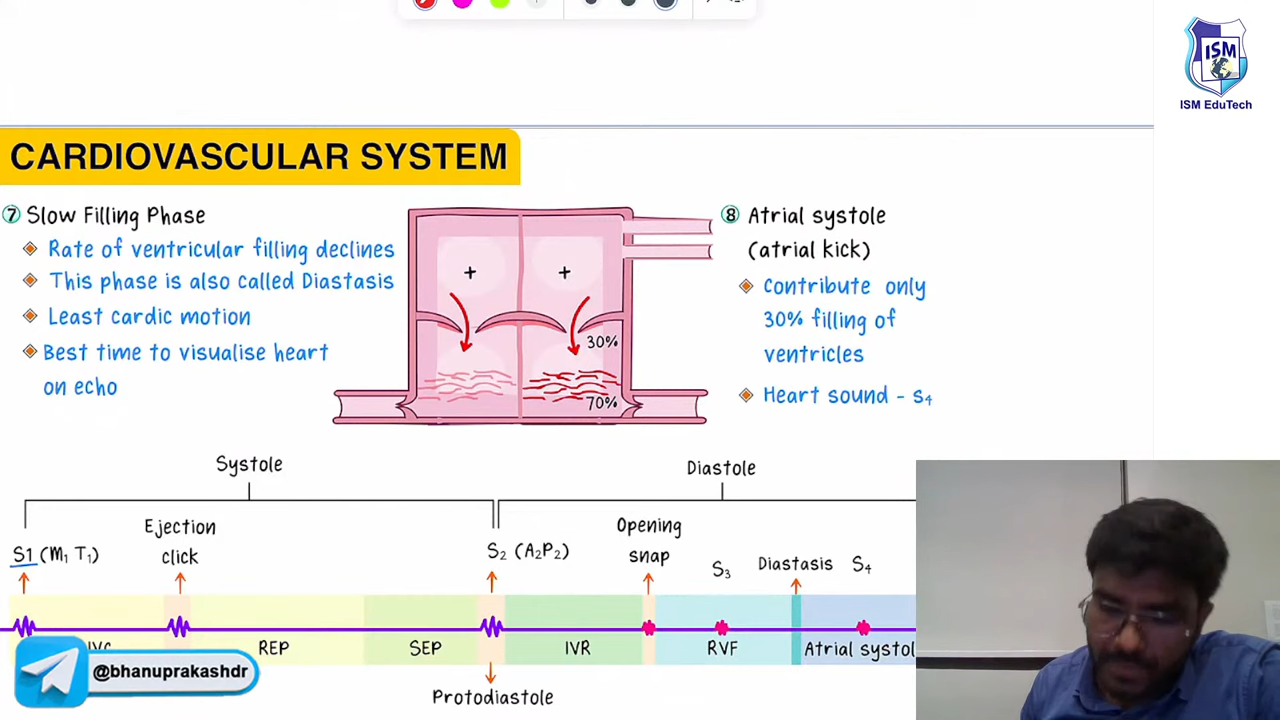 ISM
ISM EduTech
CARDIOVASCULAR SYSTEM
7 Slow Filling Phase
Rate of ventricular filling declines
This phase is also called Diastasis
Least cardic motion
Best time to visualise heart
on echo
+ +
30%
70%
8 Atrial systole
(atrial kick)
Contribute only
30% filling of
ventricles
Heart sound - S4
Systole
Diastole
S1 (M1 T1)
Ejection
click
S2 (A2P2)
Opening
snap
S3
Diastasis
S4
REP
SEP
IVR
RVF
Atrial systol
Protodiastole
@bhanuprakashdr